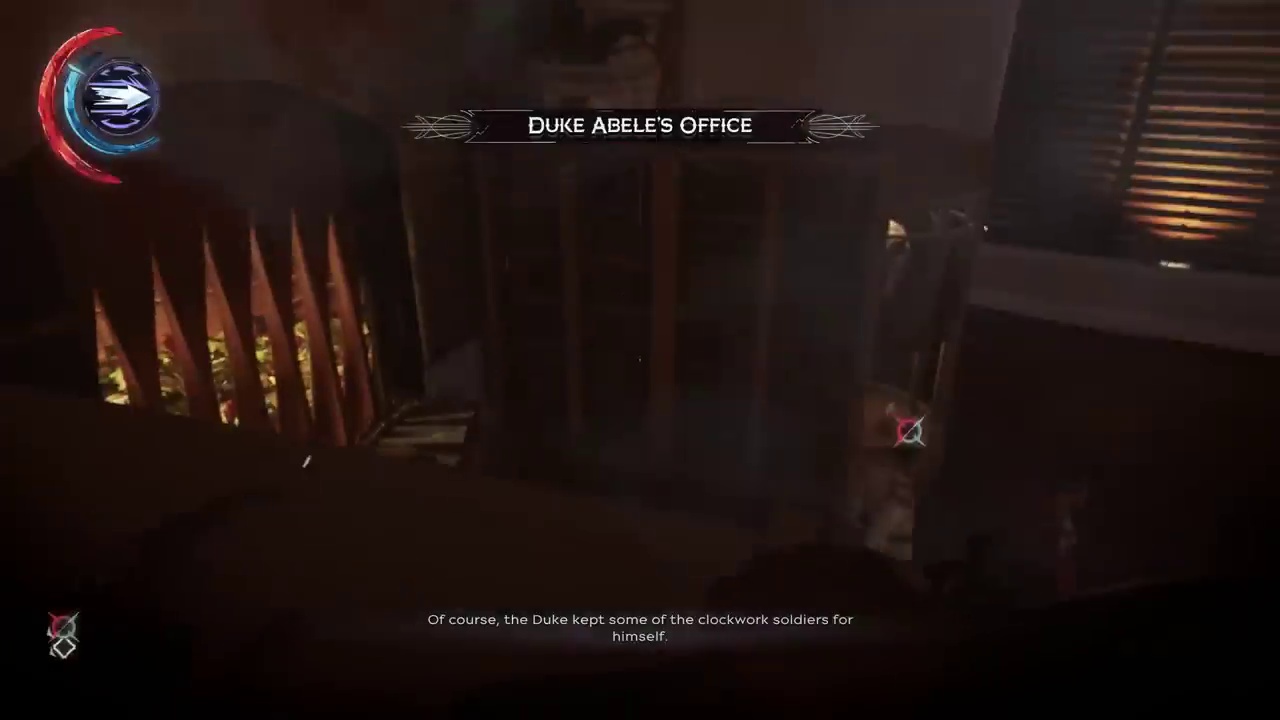 DUKE ABELE'S OFFICE
Of course, the Duke kept some of the clockwork soldiers for
himself.